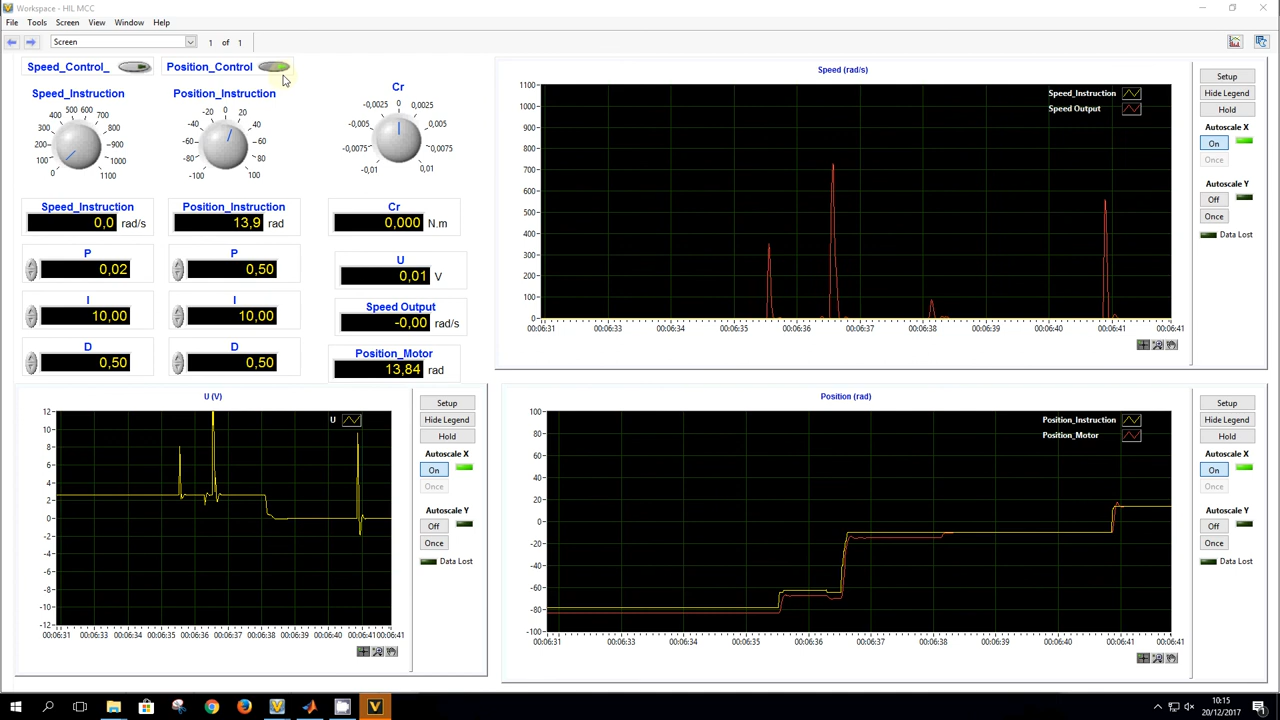 Workspace - HIL MCC
File Tools Screen View Window Help
Screen 1 of 1
Speed_Control_
Position_Control
Speed_Instruction
0 100 200 300 400 500 600 700 800 900 1000 1100
Position_Instruction
-100 -80 -60 -40 -20 0 20 40 60 80 100
Cr
-0,01 -0,0075 -0,005 -0,0025 0 0,0025 0,005 0,0075 0,01
Speed_Instruction
0,0 rad/s
Position_Instruction
13,9 rad
Cr
0,000 N.m
P
0,02
P
0,50
U
0,01 V
I
10,00
I
10,00
Speed Output
-0,00 rad/s
D
0,50
D
0,50
Position_Motor
13,84 rad
Speed (rad/s)
Speed_Instruction
Speed Output
1100
1000
900
800
700
600
500
400
300
200
100
0
00:06:31 00:06:33 00:06:34 00:06:35 00:06:36 00:06:37 00:06:38 00:06:39 00:06:40 00:06:41 00:06:41
Setup
Hide Legend
Hold
Autoscale X
On
Once
Autoscale Y
Off
Once
Data Lost
U (V)
U
12
10
8
6
4
2
0
-2
-4
-6
-8
-10
-12
00:06:31 00:06:33 00:06:34 00:06:35 00:06:36 00:06:37 00:06:38 00:06:39 00:06:40 00:06:41 00:06:41
Setup
Hide Legend
Hold
Autoscale X
On
Once
Autoscale Y
Off
Once
Data Lost
Position (rad)
Position_Instruction
Position_Motor
100
80
60
40
20
0
-20
-40
-60
-80
-100
00:06:31 00:06:33 00:06:34 00:06:35 00:06:36 00:06:37 00:06:38 00:06:39 00:06:40 00:06:41 00:06:41
Setup
Hide Legend
Hold
Autoscale X
On
Once
Autoscale Y
Off
Once
Data Lost
10:15
20/12/2017